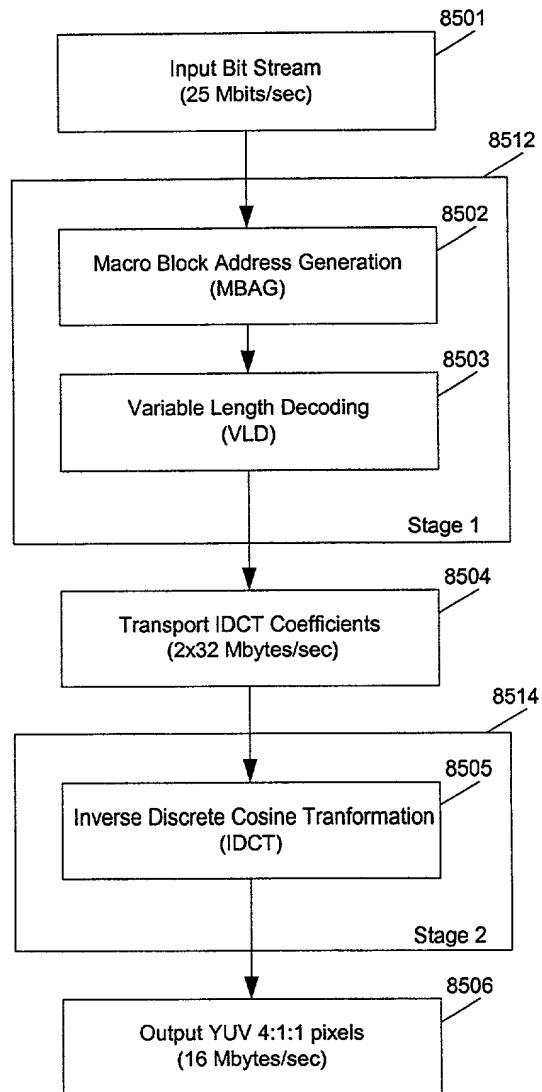 8501
Input Bit Stream
(25 Mbits/sec)
8512
8502
Macro Block Address Generation
(MBAG)
8503
Variable Length Decoding
(VLD)
Stage 1
8504
Transport IDCT Coefficients
(2x32 Mbytes/sec)
8514
8505
Inverse Discrete Cosine Tranformation
(IDCT)
Stage 2
8506
Output YUV 4:1:1 pixels
(16 Mbytes/sec)